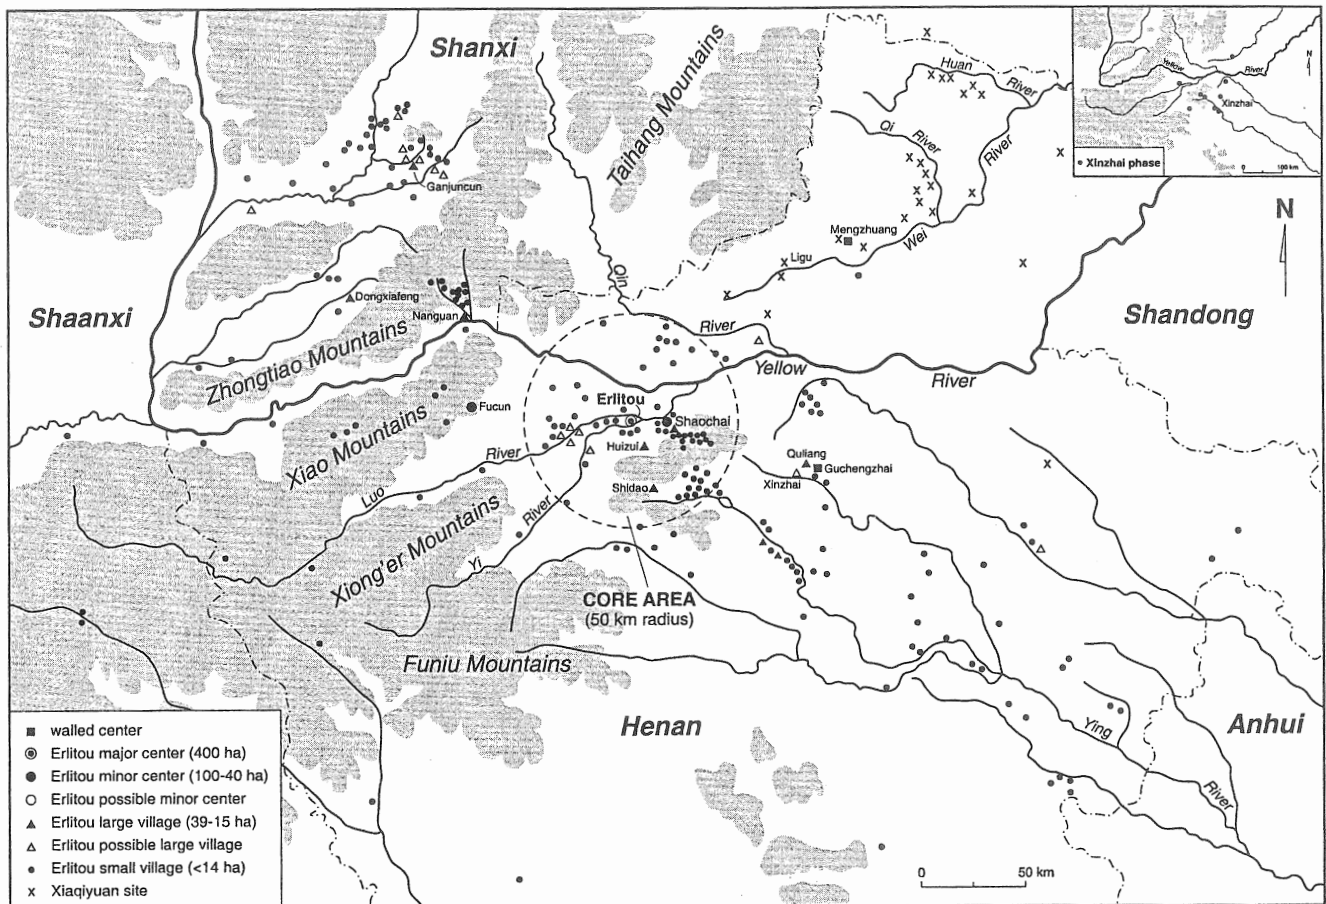 Shanxi
Taihang Mountains
Huan
River
Qi
River
River
Yellow
River
Xinzhai
N
• Xinzhai phase
0 100 km
Ganjuncun
Mengzhuang
Wei
Ligu
N
Qin
Dongxiafeng
Nanguan
Shaanxi
Shandong
Zhongtiao Mountains
River
Yellow
River
Fucun
Erlitou
Shaochai
Xiao Mountains
Huizui
River
Luo
Quliang
Guchengzhai
Xinzhai
Shidao
River
Yi
Xiong'er Mountains
CORE AREA
(50 km radius)
Funiu Mountains
Henan
Anhui
Ying
River
walled center
Erlitou major center (400 ha)
Erlitou minor center (100-40 ha)
Erlitou possible minor center
Erlitou large village (39-15 ha)
Erlitou possible large village
Erlitou small village (<14 ha)
x Xiaqiyuan site
0 50 km